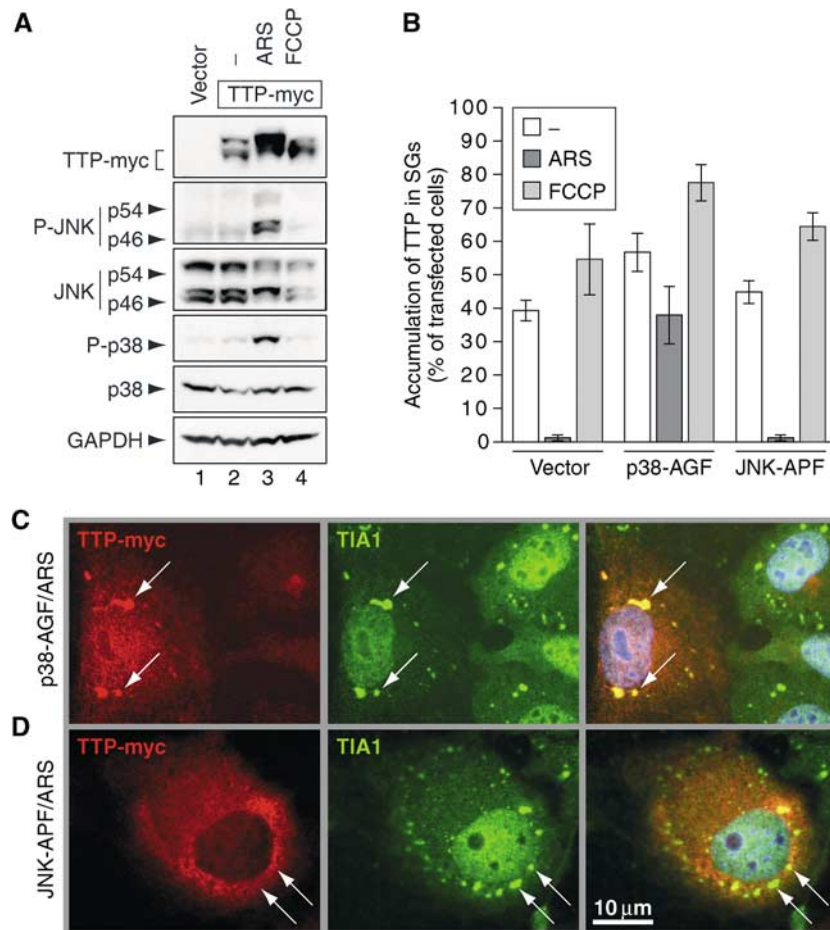 A
Vector
–
ARS
FCCP
TTP-myc
TTP-myc
P-JNK
p54
p46
JNK
p54
p46
P-p38
p38
GAPDH
1 2 3 4
B
Accumulation of TTP in SGs
(% of transfected cells)
100
90
80
70
60
50
40
30
20
10
0
–
ARS
FCCP
Vector p38-AGF JNK-APF
C
p38-AGF/ARS
TTP-myc
TIA1
D
JNK-APF/ARS
TTP-myc
TIA1
10 μm